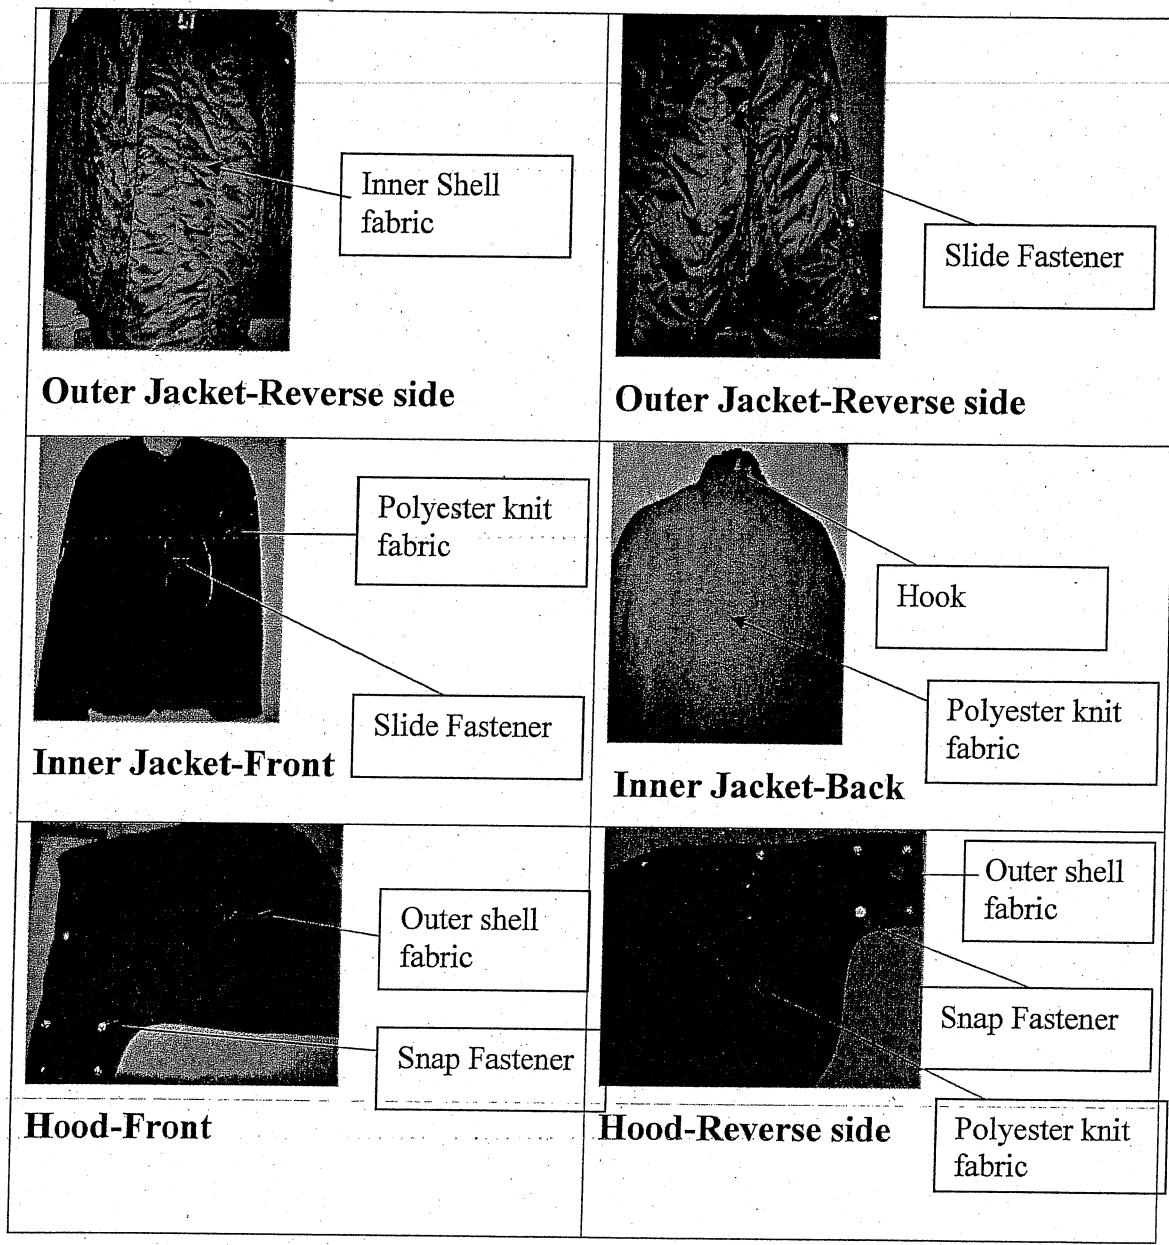 Inner Shell
fabric
Outer Jacket-Reverse side
Slide Fastener
Outer Jacket-Reverse side
Polyester knit
fabric
Slide Fastener
Inner Jacket-Front
Hook
Polyester knit
fabric
Inner Jacket-Back
Outer shell
fabric
Snap Fastener
Hood-Front
Outer shell
fabric
Snap Fastener
Polyester knit
fabric
Hood-Reverse side